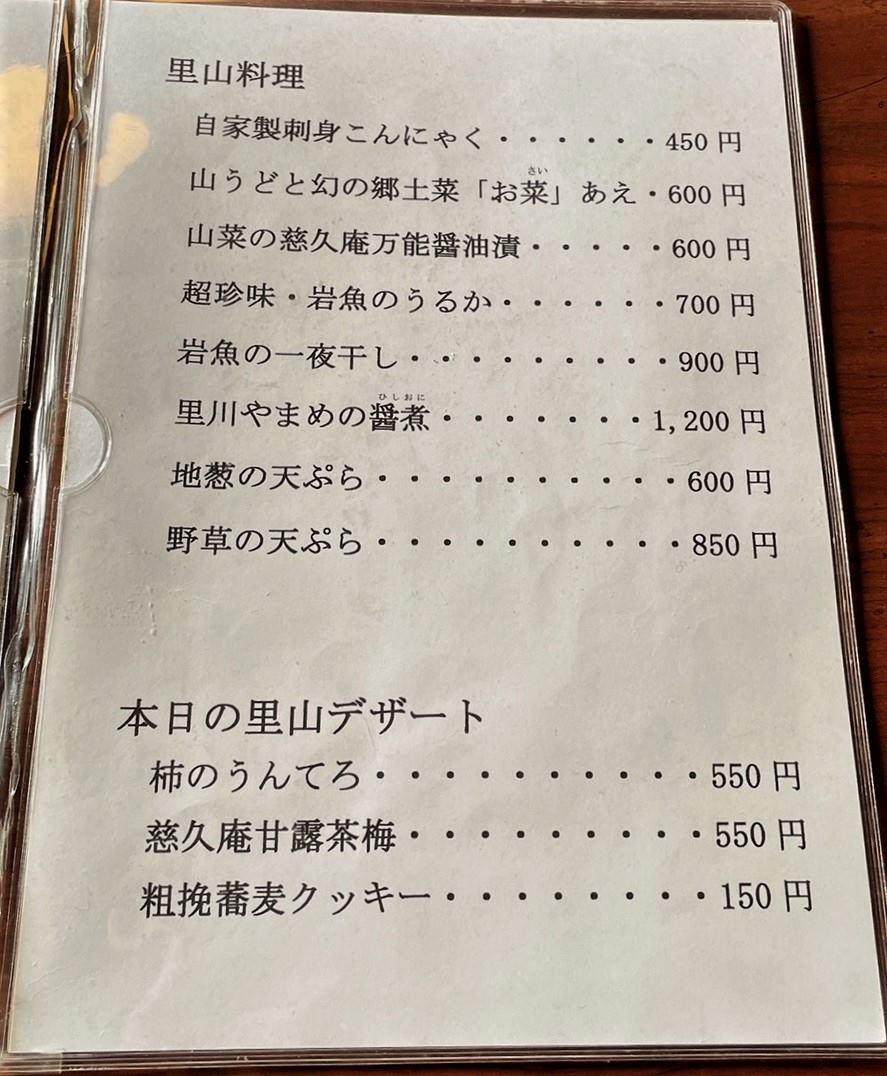 里山料理
自家製刺身こんにゃく・・・・・・450円
さい
山うどと幻の郷土菜「お菜」あえ・600円
山菜の慈久庵万能醤油漬・・・・・600円
超珍味・岩魚のうるか・・・・・・700円
岩魚の一夜干し・・・・・・・・・900円
ひしおに
里川やまめの醤煮・・・・・・・1,200円
地葱の天ぷら・・・・・・・・・・600円
野草の天ぷら・・・・・・・・・・850円
本日の里山デザート
柿のうんてろ・・・・・・・・・・550円
慈久庵甘露茶梅・・・・・・・・・550円
粗挽蕎麦クッキー・・・・・・・・150円